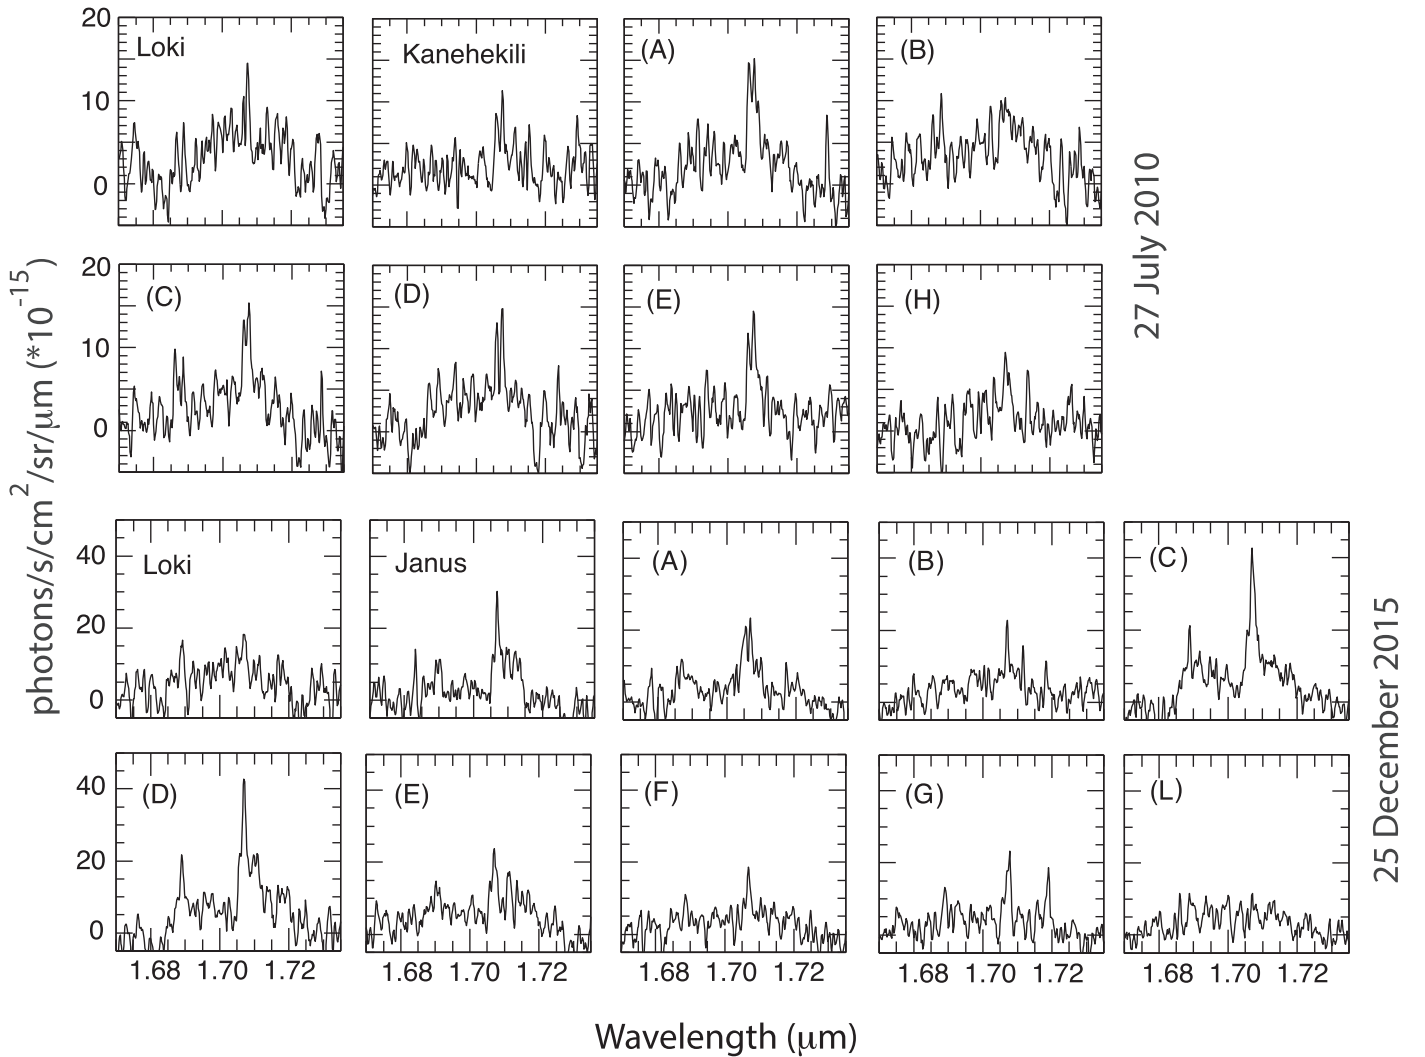 20
10
0
Loki
Kanehekili
(A)
(B)
20
10
0
(C)
(D)
(E)
(H)
27 July 2010
40
20
0
Loki
Janus
(A)
(B)
(C)
40
20
0
(D)
(E)
(F)
(G)
(L)
25 December 2015
1.68 1.70 1.72
1.68 1.70 1.72
1.68 1.70 1.72
1.68 1.70 1.72
1.68 1.70 1.72
photons/s/cm²/sr/μm (*10⁻¹⁵)
Wavelength (μm)